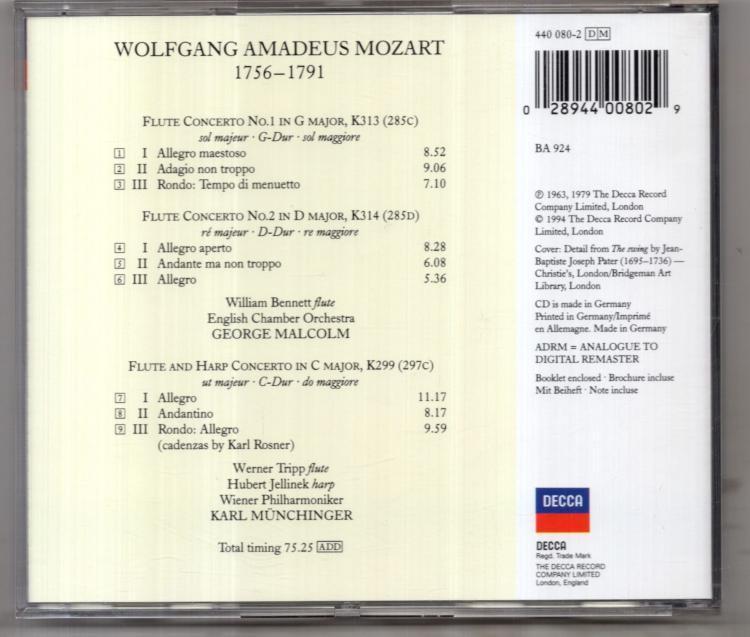 WOLFGANG AMADEUS MOZART
1756–1791
FLUTE CONCERTO NO.1 IN G MAJOR, K313 (285C)
sol majeur · G-Dur · sol maggiore
1 I Allegro maestoso 8.52
2 II Adagio non troppo 9.06
3 III Rondo: Tempo di menuetto 7.10
FLUTE CONCERTO NO.2 IN D MAJOR, K314 (285D)
ré majeur · D-Dur · re maggiore
4 I Allegro aperto 8.28
5 II Andante ma non troppo 6.08
6 III Allegro 5.36
William Bennett flute
English Chamber Orchestra
GEORGE MALCOLM
FLUTE AND HARP CONCERTO IN C MAJOR, K299 (297C)
ut majeur · C-Dur · do maggiore
7 I Allegro 11.17
8 II Andantino 8.17
9 III Rondo: Allegro 9.59
(cadenzas by Karl Rosner)
Werner Tripp flute
Hubert Jellinek harp
Wiener Philharmoniker
KARL MÜNCHINGER
Total timing 75.25 ADD
440 080-2 DM
0 28944 00802 9
BA 924
℗ 1963, 1979 The Decca Record
Company Limited, London
© 1994 The Decca Record Company
Limited, London
Cover: Detail from The swing by Jean-
Baptiste Joseph Pater (1695–1736) —
Christie's, London/Bridgeman Art
Library, London
CD is made in Germany
Printed in Germany/Imprimé
en Allemagne. Made in Germany
ADRM = ANALOGUE TO
DIGITAL REMASTER
Booklet enclosed · Brochure incluse
Mit Beiheft · Note incluse
DECCA
DECCA
Regd. Trade Mark
THE DECCA RECORD
COMPANY LIMITED
London, England